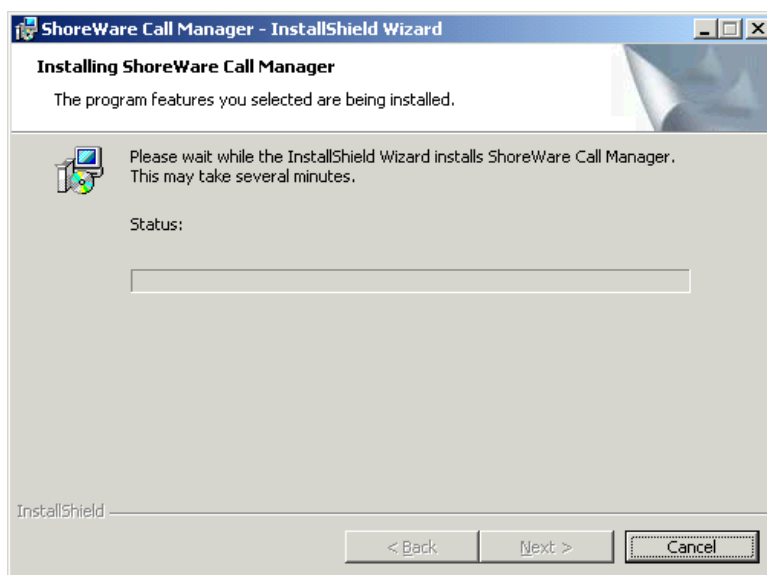 ShoreWare Call Manager - InstallShield Wizard
Installing ShoreWare Call Manager
The program features you selected are being installed.
Please wait while the InstallShield Wizard installs ShoreWare Call Manager.
This may take several minutes.
Status:
InstallShield
< Back
Next >
Cancel